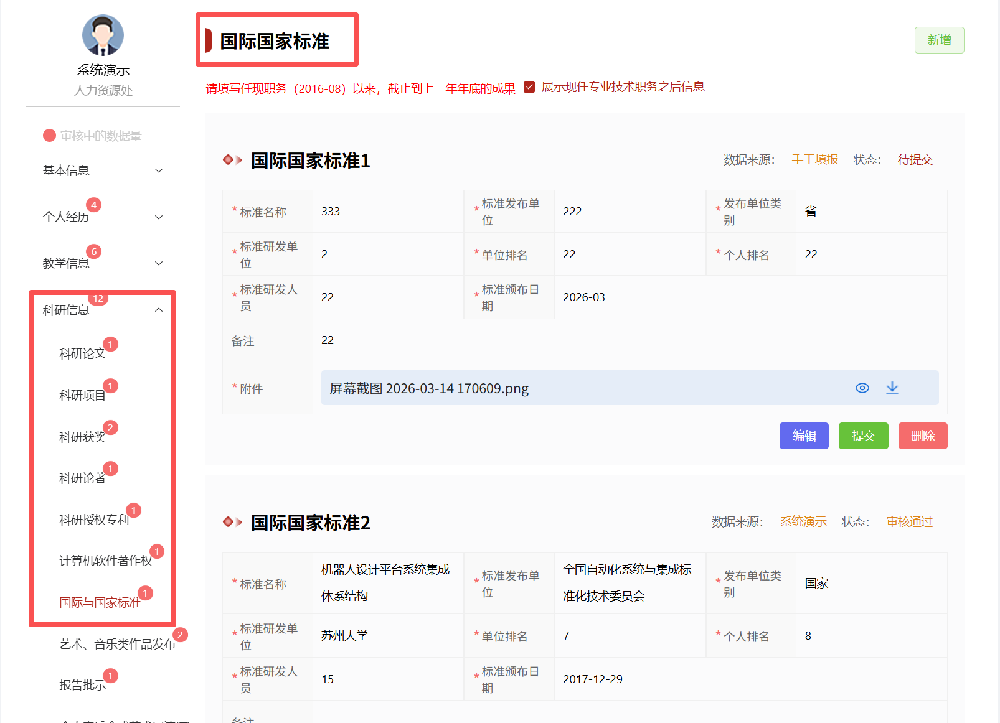 系统演示
人力资源处
审核中的数据量
基本信息
个人经历
4
教学信息
6
科研信息
12
科研论文
1
科研项目
1
科研获奖
2
科研论著
1
科研授权专利
1
计算机软件著作权
1
国际与国家标准
1
艺术、音乐类作品发布
2
报告批示
1
国际国家标准
新增
请填写任现职务（2016-08）以来，截止到上一年年底的成果
展示现任专业技术职务之后信息
国际国家标准1
数据来源： 手工填报 状态： 待提交
*标准名称
333
*标准发布单
位
222
*发布单位类
别
省
*标准研发单
位
2
*单位排名
22
*个人排名
22
*标准研发人
员
22
*标准颁布日
期
2026-03
备注
22
*附件
屏幕截图 2026-03-14 170609.png
编辑
提交
删除
国际国家标准2
数据来源： 系统演示 状态： 审核通过
*标准名称
机器人设计平台系统集成
体系结构
*标准发布单
位
全国自动化系统与集成标
准化技术委员会
*发布单位类
别
国家
*标准研发单
位
苏州大学
*单位排名
7
*个人排名
8
*标准研发人
员
15
*标准颁布日
期
2017-12-29
备注